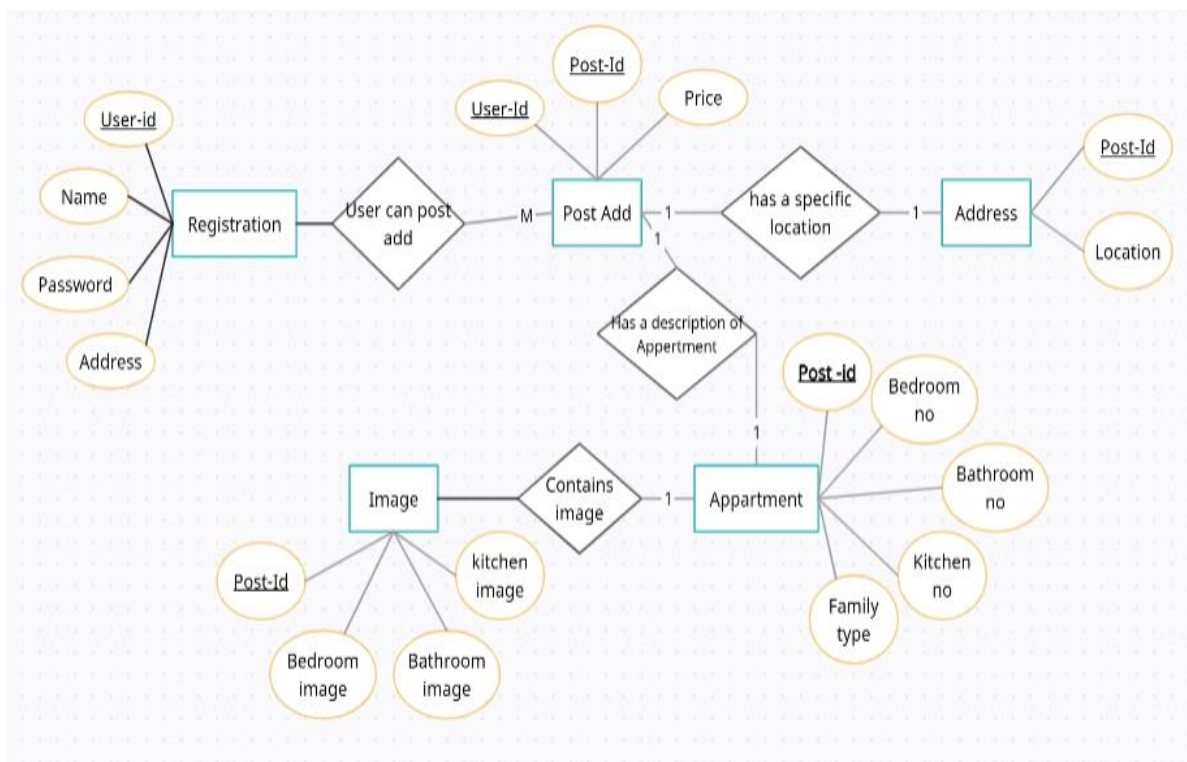 Post-Id
User-Id
Price
User-id
Post-Id
Name
Registration
User can post
add
M
Post Add
1
has a specific
location
1
Address
Location
1
Password
Has a description of
Appertment
Address
Post -id
Bedroom
no
1
Image
Contains
image
1
Appartment
Bathroom
no
Post-Id
kitchen
image
Kitchen
no
Family
type
Bedroom
image
Bathroom
image